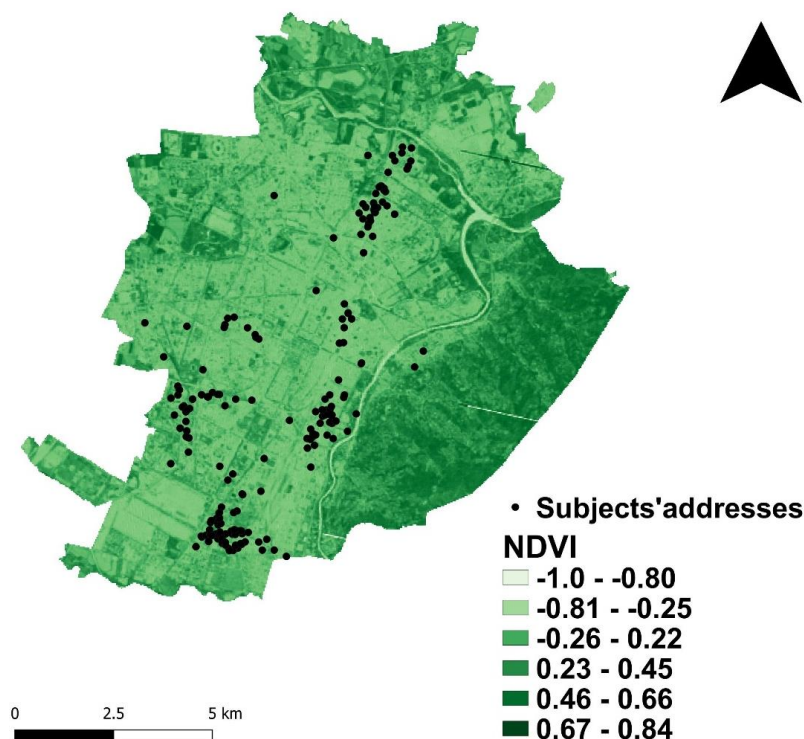 Subjects'addresses
NDVI
-1.0 - -0.80
-0.81 - -0.25
-0.26 - 0.22
0.23 - 0.45
0.46 - 0.66
0.67 - 0.84
0 2.5 5 km